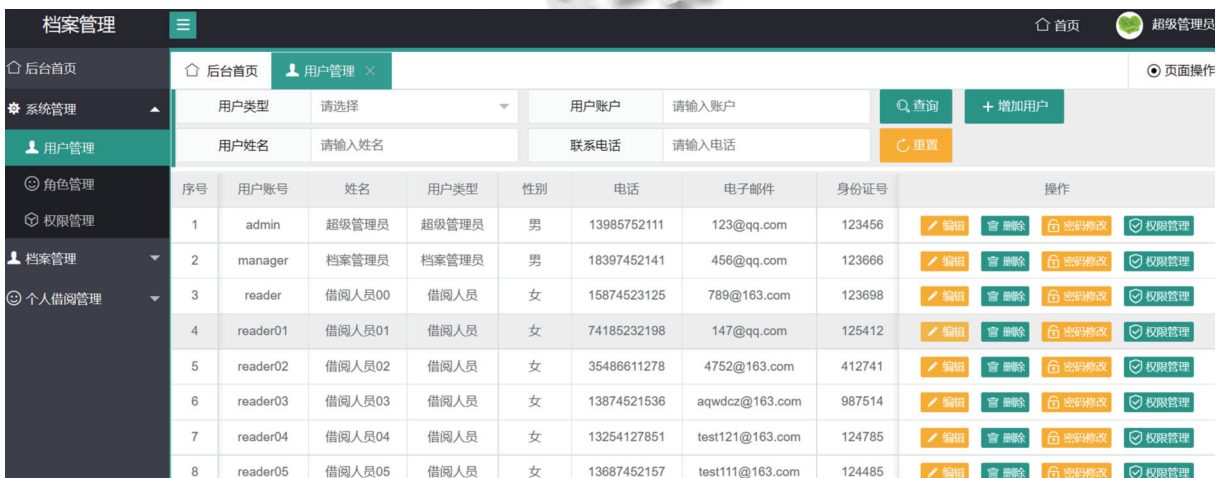 档案管理 首页 超级管理员
后台首页 后台首页 用户管理 × 页面操作
系统管理 用户类型 请选择 用户账户 请输入账户 查询 + 增加用户
用户管理 用户姓名 请输入姓名 联系电话 请输入电话 重置
角色管理 序号 用户账号 姓名 用户类型 性别 电话 电子邮件 身份证号 操作
权限管理 1 admin 超级管理员 超级管理员 男 13985752111 123@qq.com 123456 编辑 删除 密码修改 权限管理
档案管理 2 manager 档案管理员 档案管理员 男 18397452141 456@qq.com 123666 编辑 删除 密码修改 权限管理
个人借阅管理 3 reader 借阅人员00 借阅人员 女 15874523125 789@163.com 123698 编辑 删除 密码修改 权限管理
4 reader01 借阅人员01 借阅人员 女 74185232198 147@qq.com 125412 编辑 删除 密码修改 权限管理
5 reader02 借阅人员02 借阅人员 女 35486611278 4752@163.com 412741 编辑 删除 密码修改 权限管理
6 reader03 借阅人员03 借阅人员 女 13874521536 aqwdcz@163.com 987514 编辑 删除 密码修改 权限管理
7 reader04 借阅人员04 借阅人员 女 13254127851 test121@163.com 124785 编辑 删除 密码修改 权限管理
8 reader05 借阅人员05 借阅人员 女 13687452157 test111@163.com 124485 编辑 删除 密码修改 权限管理